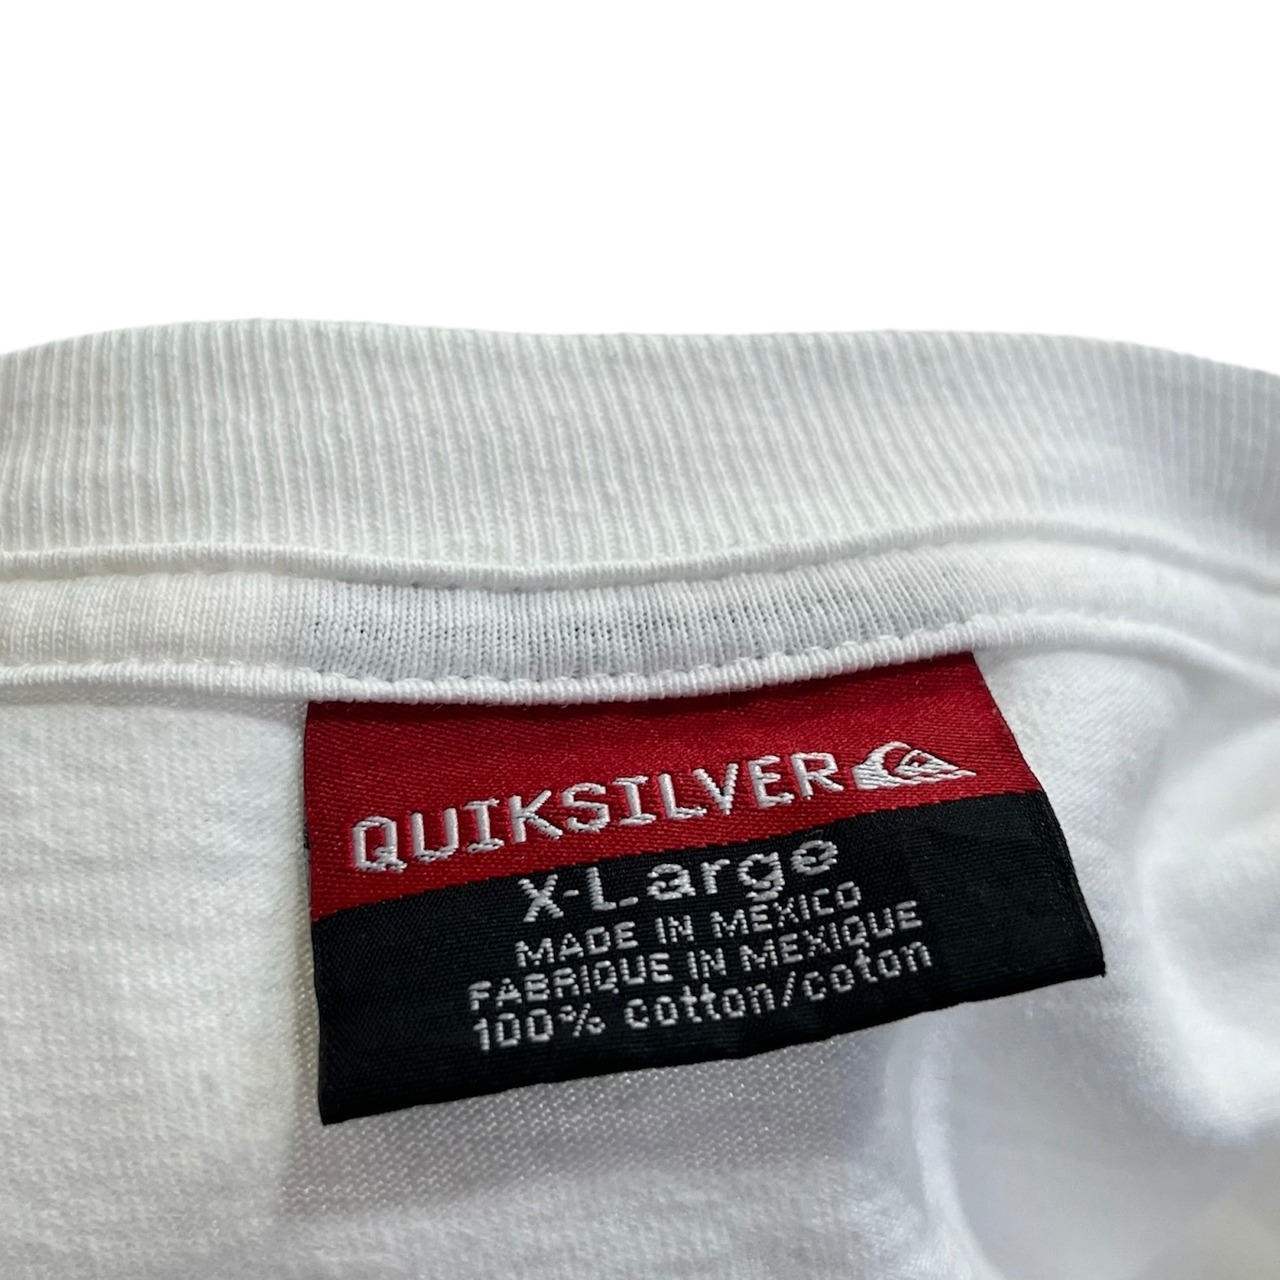 QUIKSILVER
X-Large
MADE IN MEXICO
FABRIQUE IN MEXIQUE
100% cotton/coton